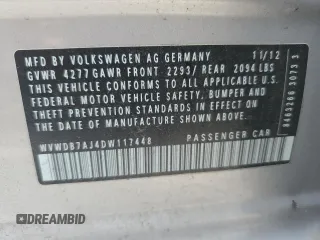 MFD BY VOLKSWAGEN AG GERMANY 11/12
GVWR 4277 GAWR FRONT 2293/ REAR 2094 LBS
THIS VEHICLE CONFORMS TO ALL APPLICABLE U.S.
FEDERAL MOTOR VEHICLE SAFETY, BUMPER AND
THEFT PREVENTION STANDARDS IN EFFECT ON THE
DATE OF MANUFACTURE SHOWN ABOVE
WVWDB7AJ4DW117448 PASSENGER CAR
DREAMBID